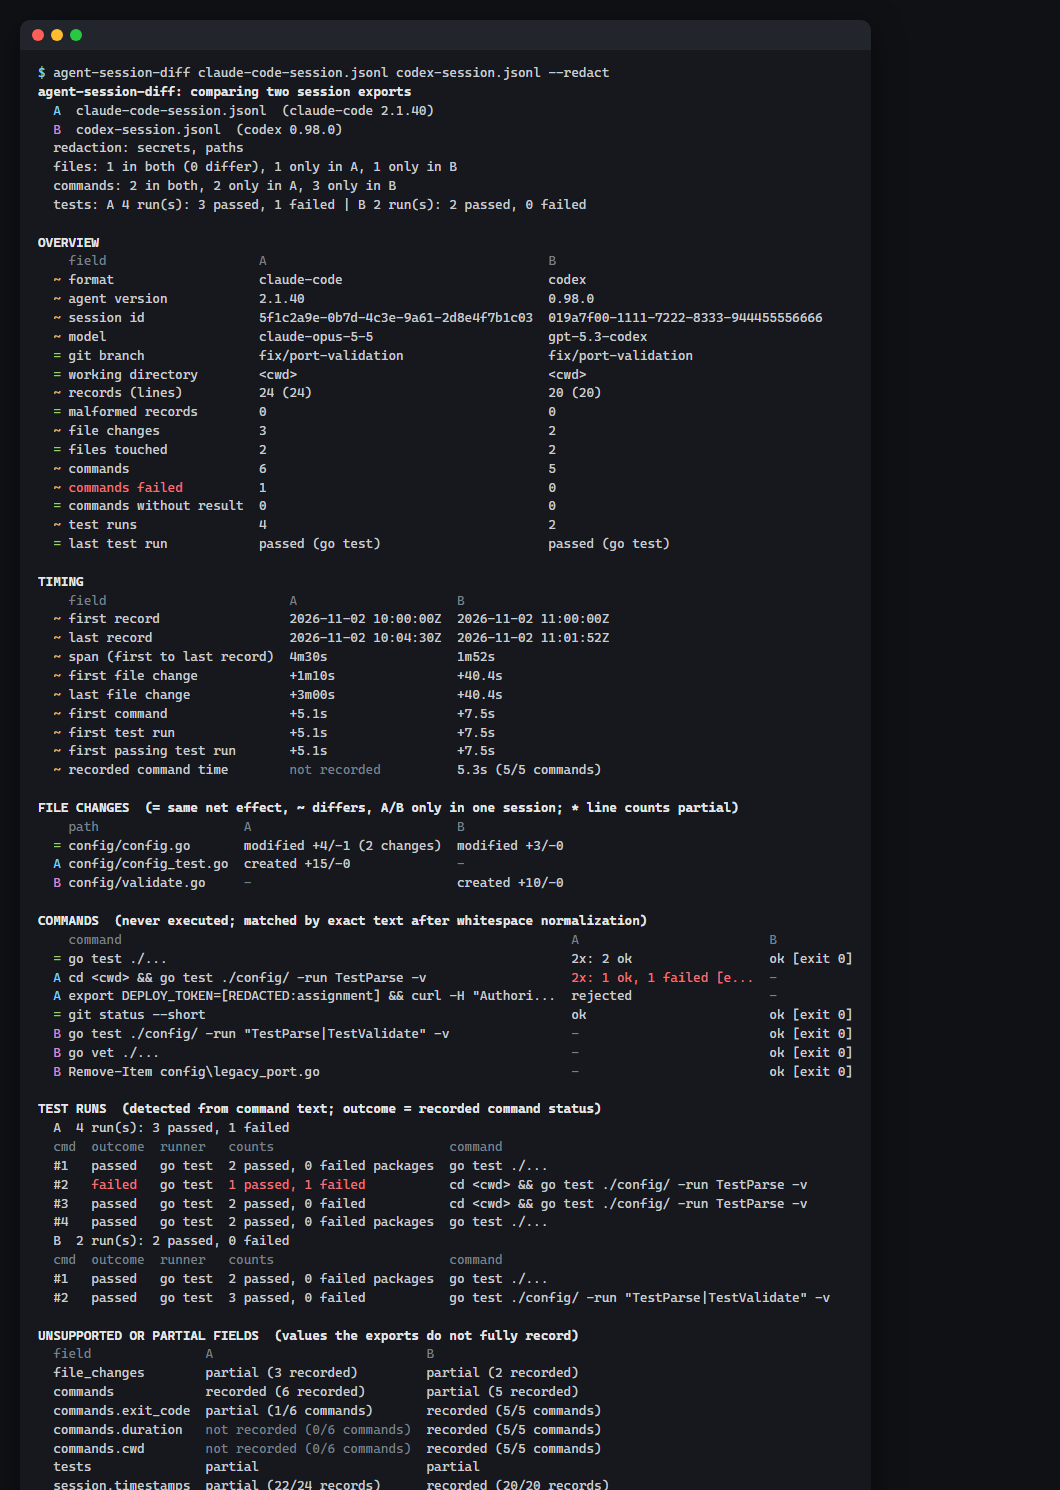 $ agent-session-diff claude-code-session.jsonl codex-session.jsonl --redact
agent-session-diff: comparing two session exports
A  claude-code-session.jsonl  (claude-code 2.1.40)
B  codex-session.jsonl  (codex 0.98.0)
redaction: secrets, paths
files: 1 in both (0 differ), 1 only in A, 1 only in B
commands: 2 in both, 2 only in A, 3 only in B
tests: A 4 run(s): 3 passed, 1 failed | B 2 run(s): 2 passed, 0 failed
OVERVIEW
field  A  B
~ format  claude-code  codex
~ agent version  2.1.40  0.98.0
~ session id  5f1c2a9e-0b7d-4c3e-9a61-2d8e4f7b1c03  019a7f00-1111-7222-8333-944455556666
~ model  claude-opus-5-5  gpt-5.3-codex
= git branch  fix/port-validation  fix/port-validation
= working directory  <cwd>  <cwd>
~ records (lines)  24 (24)  20 (20)
= malformed records  0  0
~ file changes  3  2
= files touched  2  2
~ commands  6  5
~ commands failed  1  0
= commands without result  0  0
~ test runs  4  2
= last test run  passed (go test)  passed (go test)
TIMING
field  A  B
~ first record  2026-11-02 10:00:00Z  2026-11-02 11:00:00Z
~ last record  2026-11-02 10:04:30Z  2026-11-02 11:01:52Z
~ span (first to last record)  4m30s  1m52s
~ first file change  +1m10s  +40.4s
~ last file change  +3m00s  +40.4s
~ first command  +5.1s  +7.5s
~ first test run  +5.1s  +7.5s
~ first passing test run  +5.1s  +7.5s
~ recorded command time  not recorded  5.3s (5/5 commands)
FILE CHANGES  (= same net effect, ~ differs, A/B only in one session; * line counts partial)
path  A  B
= config/config.go  modified +4/-1 (2 changes)  modified +3/-0
A config/config_test.go  created +15/-0  -
B config/validate.go  -  created +10/-0
COMMANDS  (never executed; matched by exact text after whitespace normalization)
command  A  B
= go test ./...  2x: 2 ok  ok [exit 0]
A cd <cwd> && go test ./config/ -run TestParse -v  2x: 1 ok, 1 failed [e...  -
A export DEPLOY_TOKEN=[REDACTED:assignment] && curl -H "Authori...  rejected  -
= git status --short  ok  ok [exit 0]
B go test ./config/ -run "TestParse|TestValidate" -v  -  ok [exit 0]
B go vet ./...  -  ok [exit 0]
B Remove-Item config\legacy_port.go  -  ok [exit 0]
TEST RUNS  (detected from command text; outcome = recorded command status)
A  4 run(s): 3 passed, 1 failed
cmd  outcome  runner  counts  command
#1  passed  go test  2 passed, 0 failed packages  go test ./...
#2  failed  go test  1 passed, 1 failed  cd <cwd> && go test ./config/ -run TestParse -v
#3  passed  go test  2 passed, 0 failed  cd <cwd> && go test ./config/ -run TestParse -v
#4  passed  go test  2 passed, 0 failed packages  go test ./...
B  2 run(s): 2 passed, 0 failed
cmd  outcome  runner  counts  command
#1  passed  go test  2 passed, 0 failed packages  go test ./...
#2  passed  go test  3 passed, 0 failed  go test ./config/ -run "TestParse|TestValidate" -v
UNSUPPORTED OR PARTIAL FIELDS  (values the exports do not fully record)
field  A  B
file_changes  partial (3 recorded)  partial (2 recorded)
commands  recorded (6 recorded)  partial (5 recorded)
commands.exit_code  partial (1/6 commands)  recorded (5/5 commands)
commands.duration  not recorded (0/6 commands)  recorded (5/5 commands)
commands.cwd  not recorded (0/6 commands)  recorded (5/5 commands)
tests  partial  partial
session.timestamps  partial (22/24 records)  recorded (20/20 records)